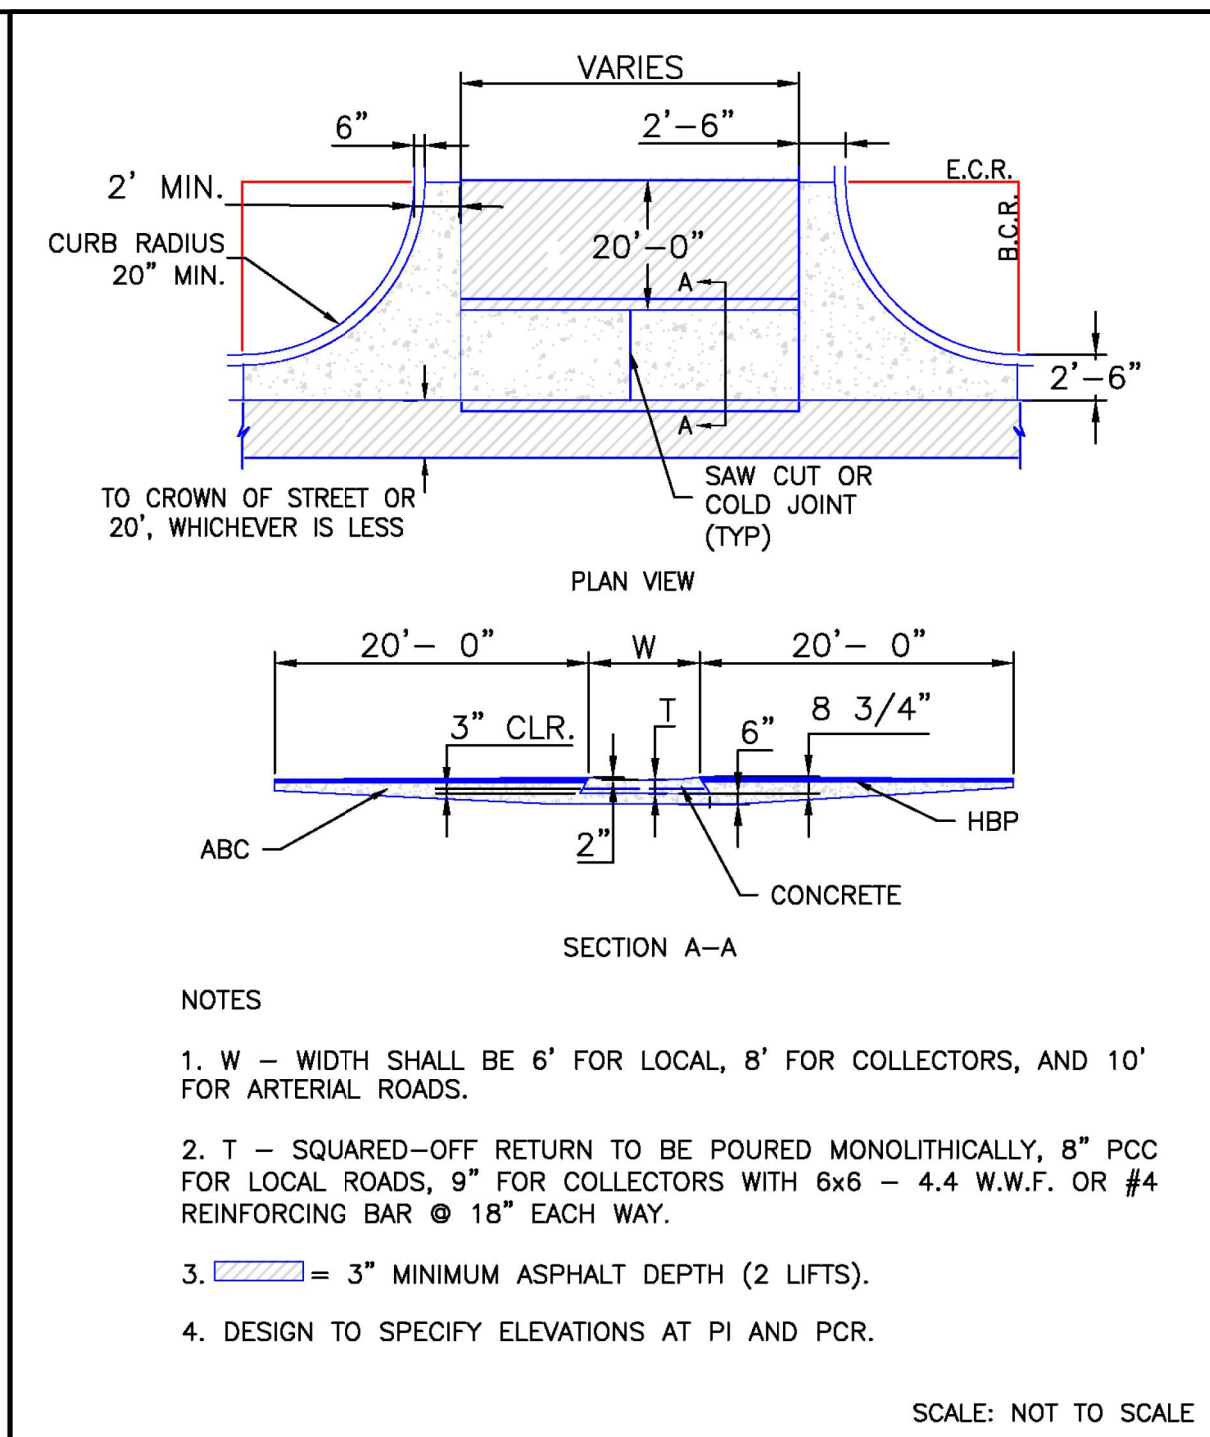 VARIES
6”
2’-6”
2’ MIN.
E.C.R.
B.C.R.
CURB RADIUS
20” MIN.
20’-0”
A
2’-6”
A
SAW CUT OR
COLD JOINT
(TYP)
TO CROWN OF STREET OR
20’, WHICHEVER IS LESS
PLAN VIEW
20’- 0”
W
20’- 0”
3” CLR.
T
6”
8 3/4”
ABC
2”
HBP
CONCRETE
SECTION A-A
NOTES
1. W - WIDTH SHALL BE 6’ FOR LOCAL, 8’ FOR COLLECTORS, AND 10’
FOR ARTERIAL ROADS.
2. T - SQUARED-OFF RETURN TO BE POURED MONOLITHICALLY, 8” PCC
FOR LOCAL ROADS, 9” FOR COLLECTORS WITH 6x6 - 4.4 W.W.F. OR #4
REINFORCING BAR @ 18” EACH WAY.
3. = 3” MINIMUM ASPHALT DEPTH (2 LIFTS).
4. DESIGN TO SPECIFY ELEVATIONS AT PI AND PCR.
SCALE: NOT TO SCALE